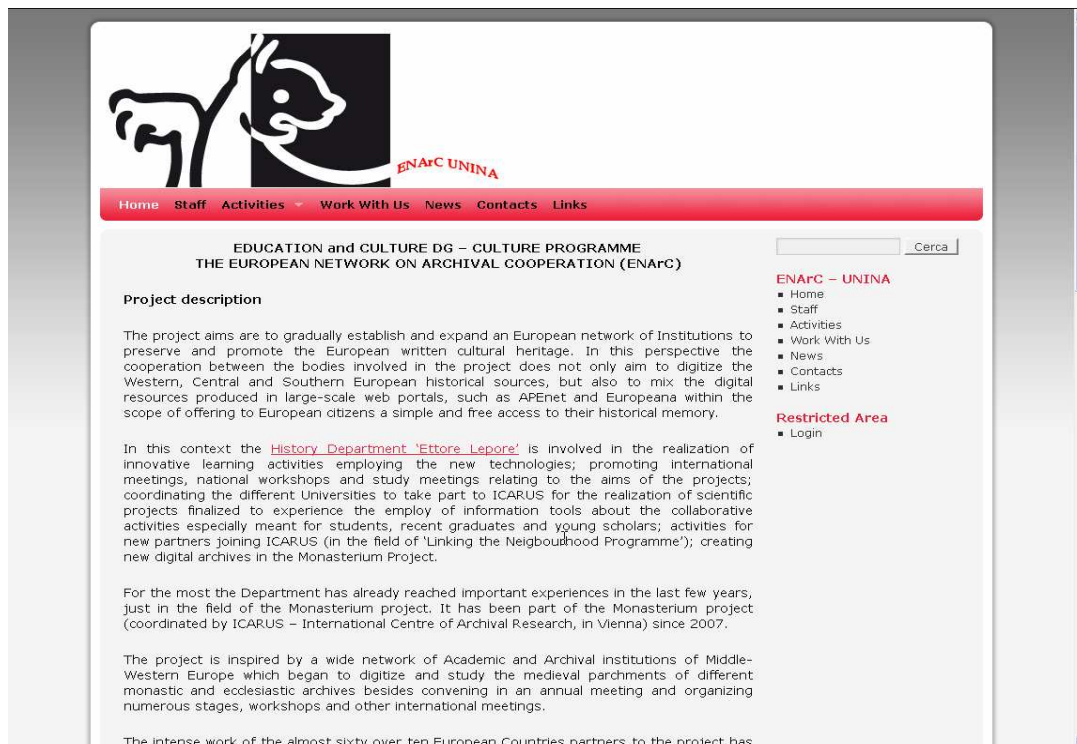 ENArC UNINA
Home Staff Activities Work With Us News Contacts Links
EDUCATION and CULTURE DG – CULTURE PROGRAMME
THE EUROPEAN NETWORK ON ARCHIVAL COOPERATION (ENArC)
Project description
The project aims are to gradually establish and expand an European network of Institutions to
preserve and promote the European written cultural heritage. In this perspective the
cooperation between the bodies involved in the project does not only aim to digitize the
Western, Central and Southern European historical sources, but also to mix the digital
resources produced in large-scale web portals, such as APEnet and Europeana within the
scope of offering to European citizens a simple and free access to their historical memory.
In this context the History Department 'Ettore Lepore' is involved in the realization of
innovative learning activities employing the new technologies; promoting international
meetings, national workshops and study meetings relating to the aims of the projects;
coordinating the different Universities to take part to ICARUS for the realization of scientific
projects finalized to experience the employ of information tools about the collaborative
activities especially meant for students, recent graduates and young scholars; activities for
new partners joining ICARUS (in the field of 'Linking the Neigbourhood Programme'); creating
new digital archives in the Monasterium Project.
For the most the Department has already reached important experiences in the last few years,
just in the field of the Monasterium project. It has been part of the Monasterium project
(coordinated by ICARUS – International Centre of Archival Research, in Vienna) since 2007.
The project is inspired by a wide network of Academic and Archival institutions of Middle-
Western Europe which began to digitize and study the medieval parchments of different
monastic and ecclesiastic archives besides convening in an annual meeting and organizing
numerous stages, workshops and other international meetings.
The intense work of the almost sixty over ten European Countries partners to the project has
Cerca
ENArC – UNINA
Home
Staff
Activities
Work With Us
News
Contacts
Links
Restricted Area
Login